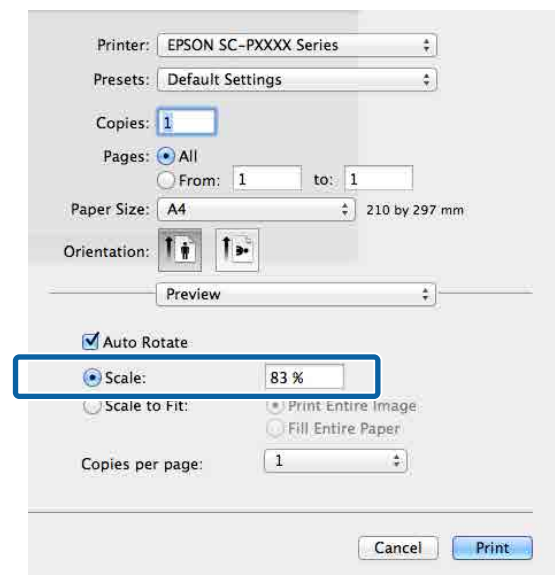 Printer: EPSON SC-PXXXX Series
Presets: Default Settings
Copies: 1
Pages: All
From: 1 to: 1
Paper Size: A4 210 by 297 mm
Orientation:
Preview
Auto Rotate
Scale: 83 %
Scale to Fit: Print Entire Image
Fill Entire Paper
Copies per page: 1
Cancel Print